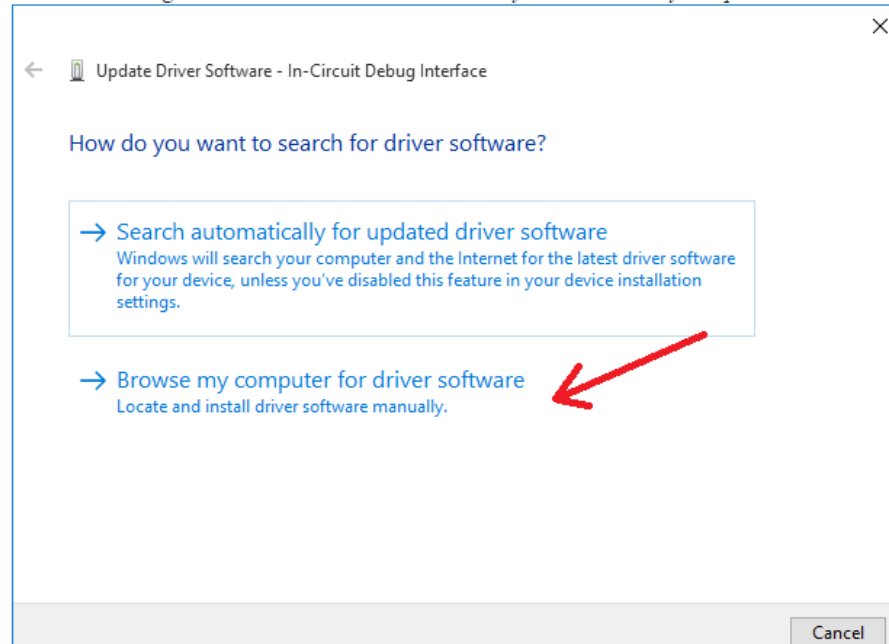 Update Driver Software - In-Circuit Debug Interface
How do you want to search for driver software?
Search automatically for updated driver software
Windows will search your computer and the Internet for the latest driver software
for your device, unless you've disabled this feature in your device installation
settings.
Browse my computer for driver software
Locate and install driver software manually.
Cancel